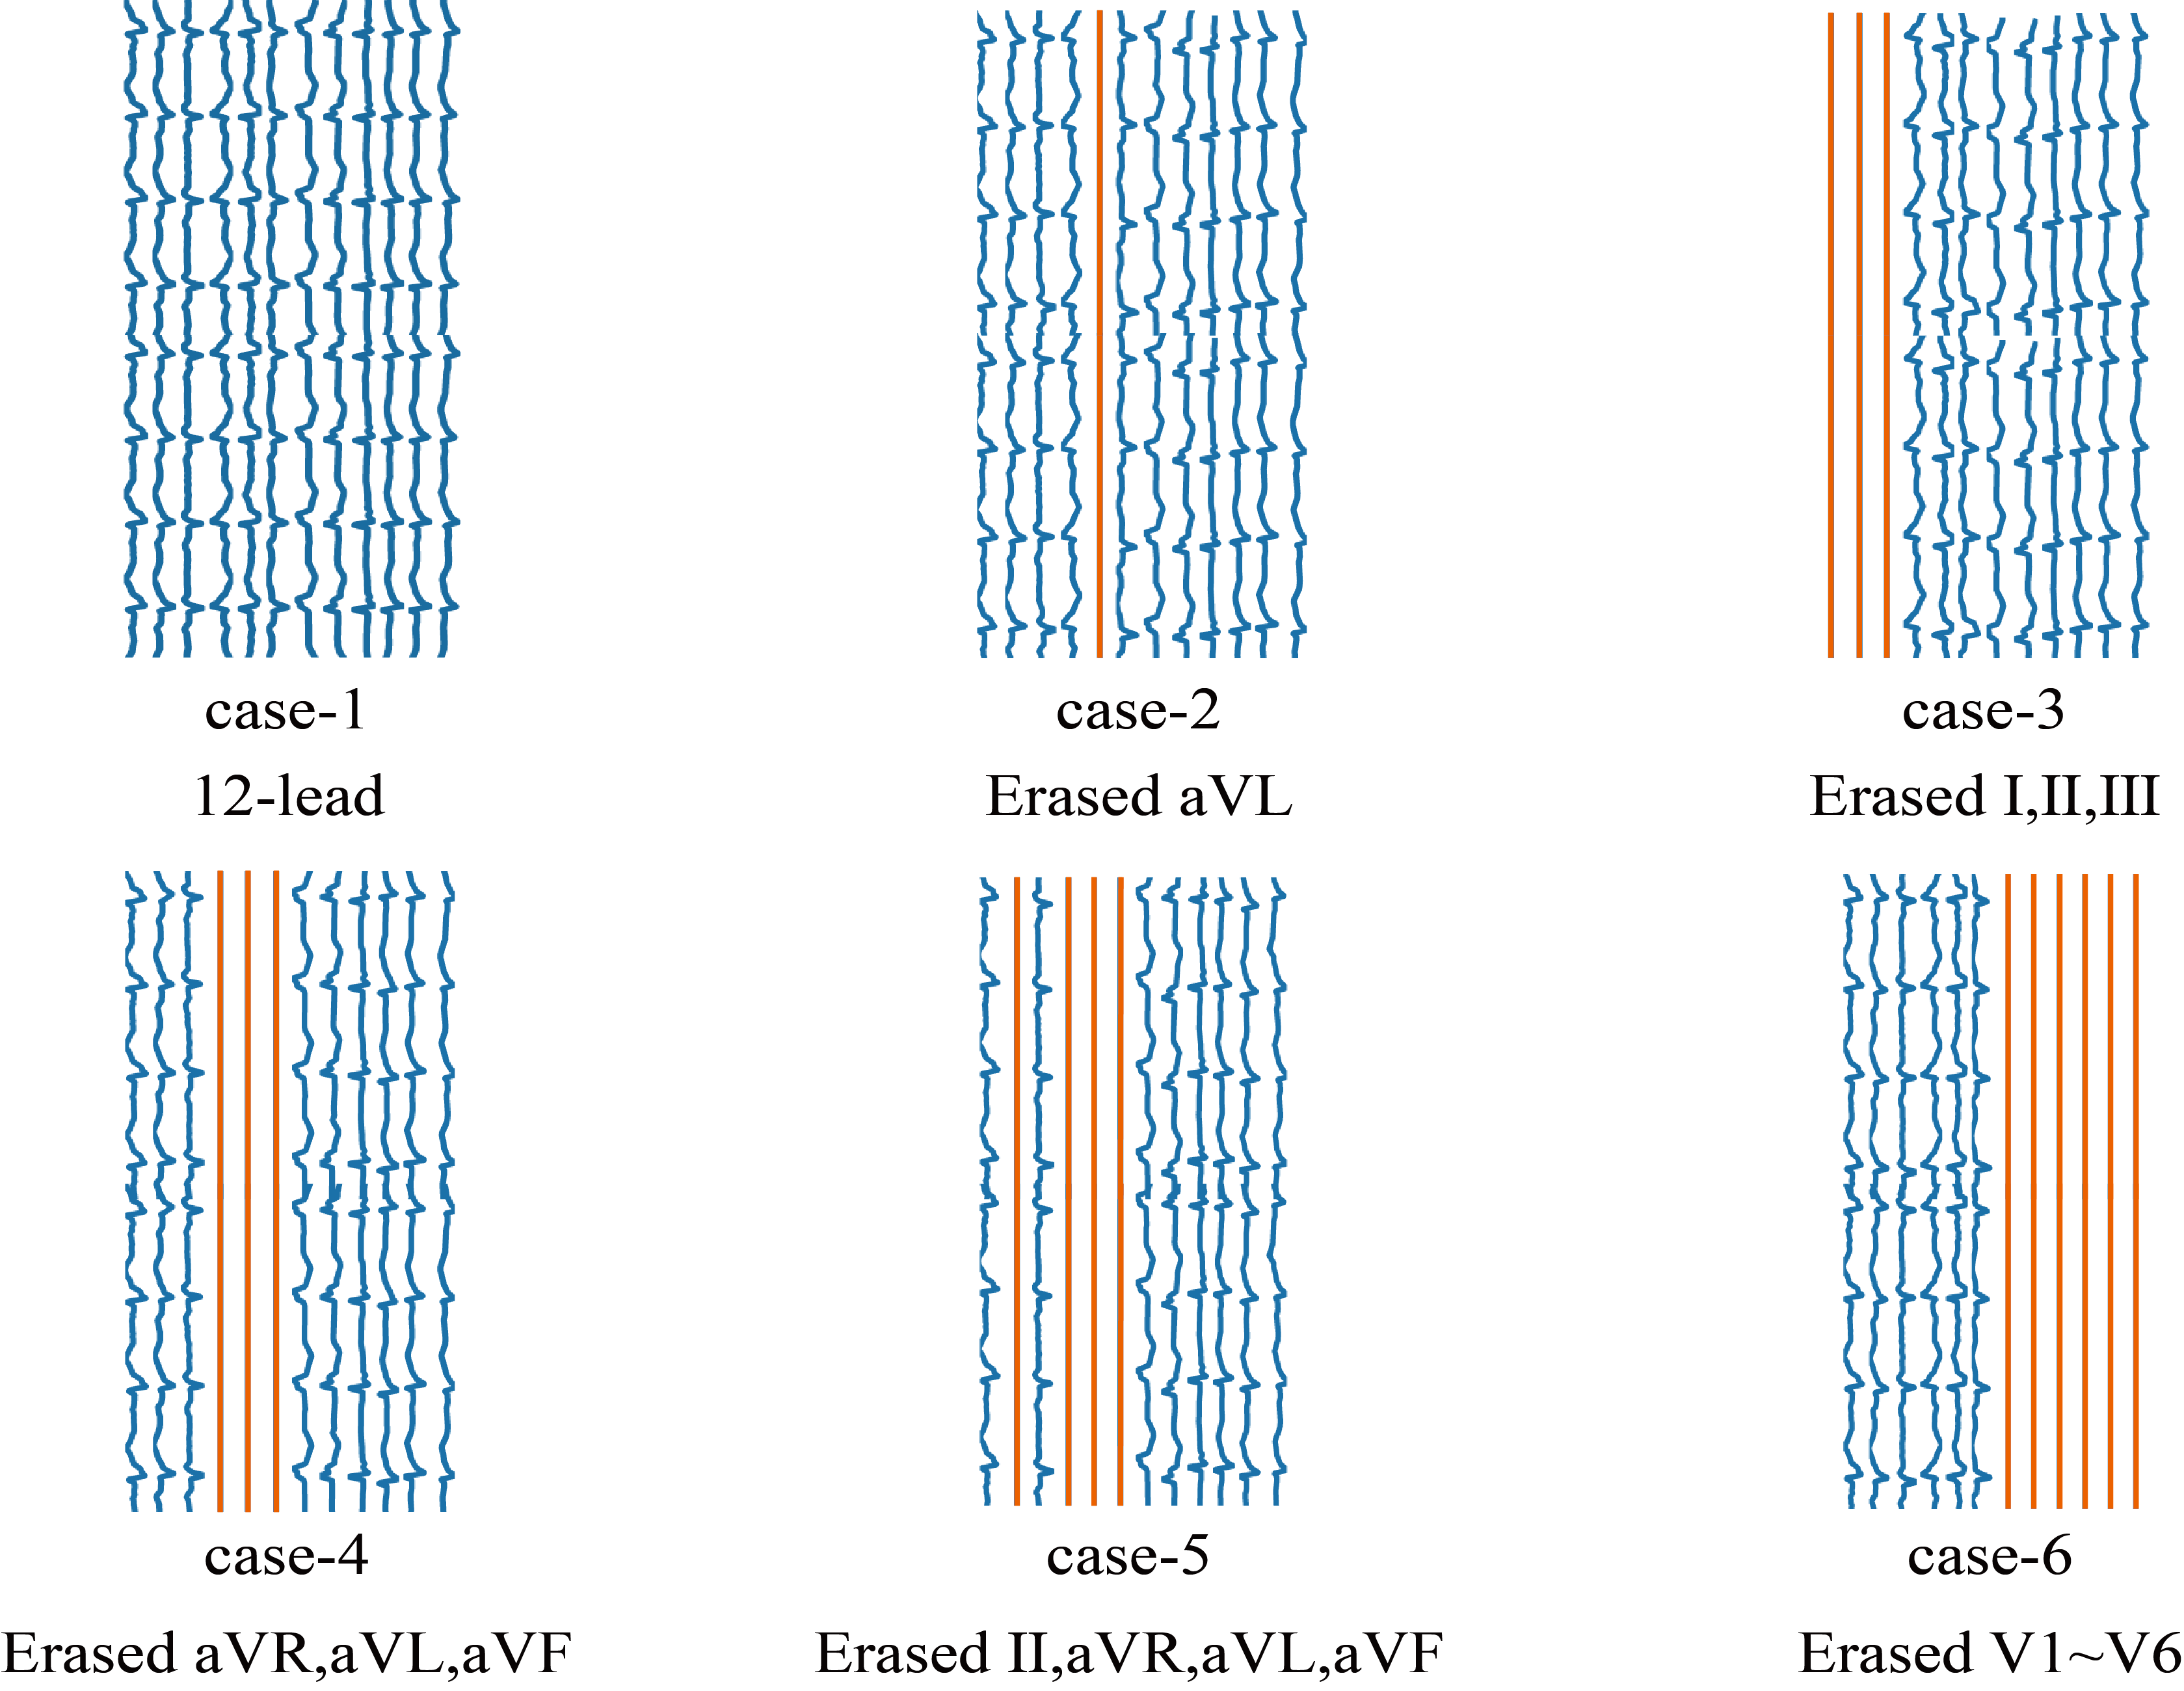 case-1
12-lead
case-2
Erased aVL
case-3
Erased I,II,III
case-4
Erased aVR,aVL,aVF
case-5
Erased II,aVR,aVL,aVF
case-6
Erased V1~V6